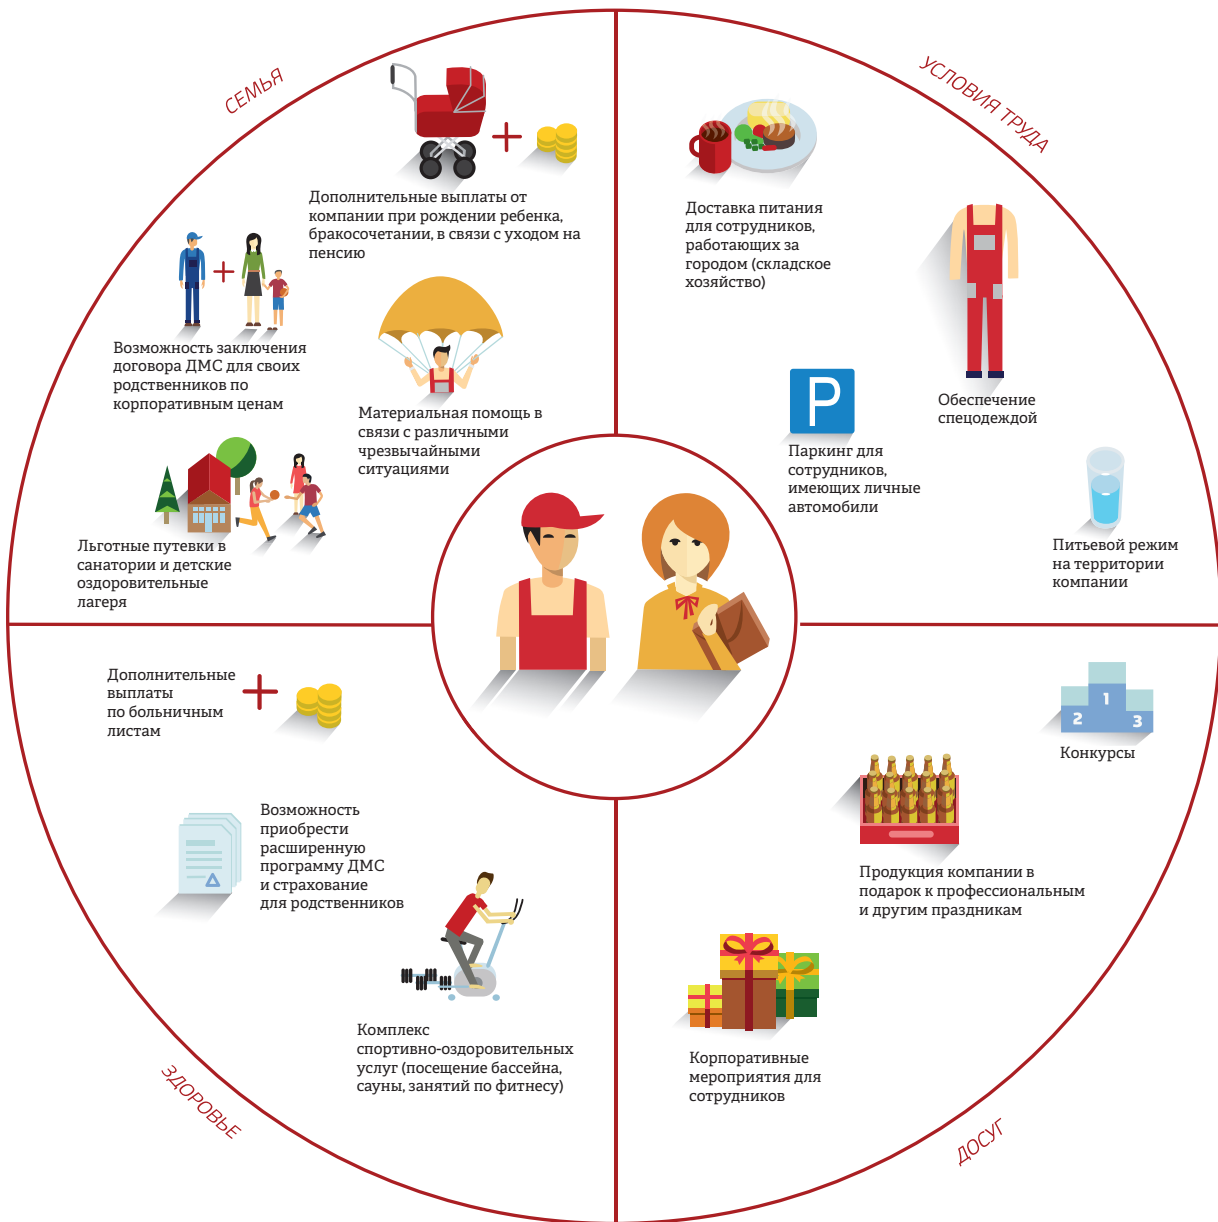 СЕМЬЯ
Дополнительные выплаты от
компании при рождении ребенка,
бракосочетании, в связи с уходом на
пенсию
Возможность заключения
договора ДМС для своих
родственников по
корпоративным ценам
Материальная помощь в
связи с различными
чрезвычайными
ситуациями
Льготные путевки в
санатории и детские
оздоровительные
лагеря
УСЛОВИЯ ТРУДА
Доставка питания
для сотрудников,
работающих за
городом (складское
хозяйство)
Обеспечение
спецодеждой
P
Паркинг для
сотрудников,
имеющих личные
автомобили
Питьевой режим
на территории
компании
Дополнительные
выплаты
по больничным
листам
Возможность
приобрести
расширенную
программу ДМС
и страхование
для родственников
Комплекс
спортивно-оздоровительных
услуг (посещение бассейна,
сауны, занятий по фитнесу)
ЗДОРОВЬЕ
1
2
3
Конкурсы
Продукция компании в
подарок к профессиональным
и другим праздникам
Корпоративные
мероприятия для
сотрудников
ДОСУГ